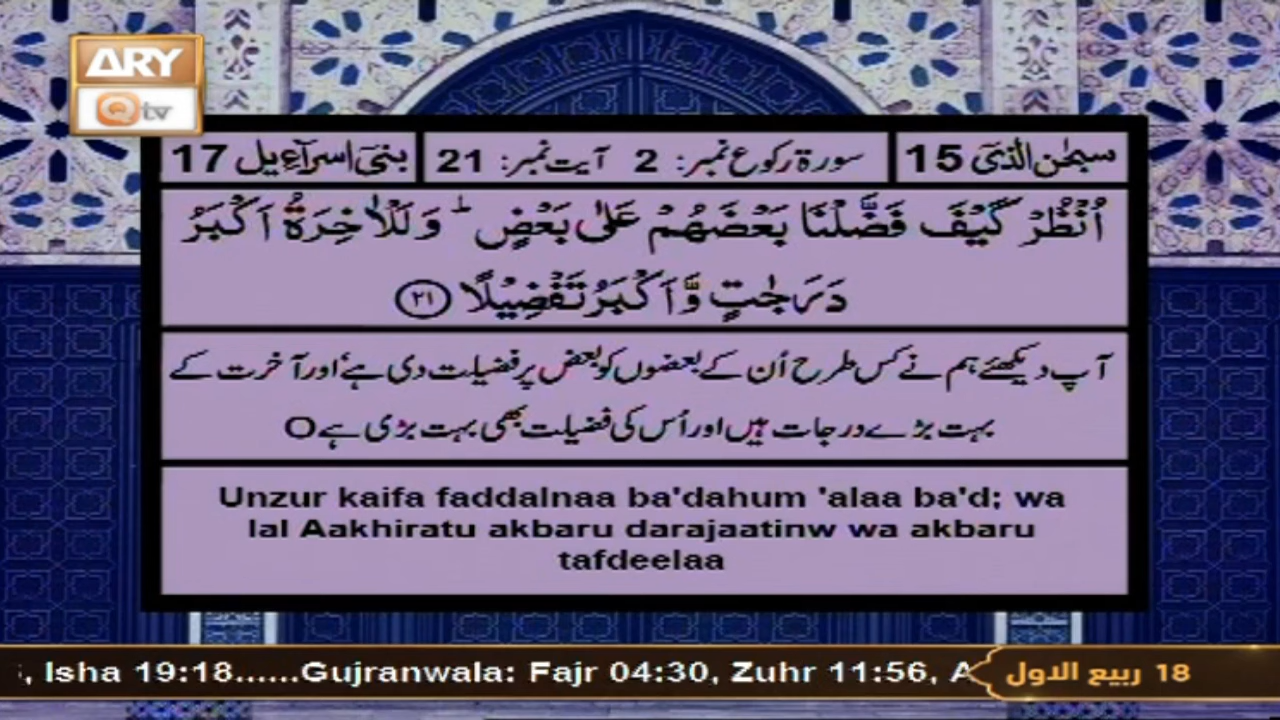 ARY
Qtv
سبحٰن الذیٓ 15
سورۃ رکوع نمبر: 2 آیت نمبر: 21
بنیٓ اسرآءیل 17
اُنْظُرْ كَیْفَ فَضَّلْنَا بَعْضَهُمْ عَلٰی بَعْضٍ ؕ وَ لَلْاٰخِرَةُ اَكْبَرُ
دَرَجٰتٍ وَّ اَكْبَرُ تَفْضِیْلًا ﴿۲۱﴾
آپ دیکھئے ہم نے کس طرح اُن کے بعضوں کو بعض پر فضیلت دی ہے' اور آخرت کے
بہت بڑے درجات ہیں اور اُس کی فضیلت بھی بہت بڑی ہے O
Unzur kaifa faddalnaa ba'dahum 'alaa ba'd; wa
lal Aakhiratu akbaru darajaatinw wa akbaru
tafdeelaa
, Isha 19:18......Gujranwala: Fajr 04:30, Zuhr 11:56, A
18 ربیع الاول